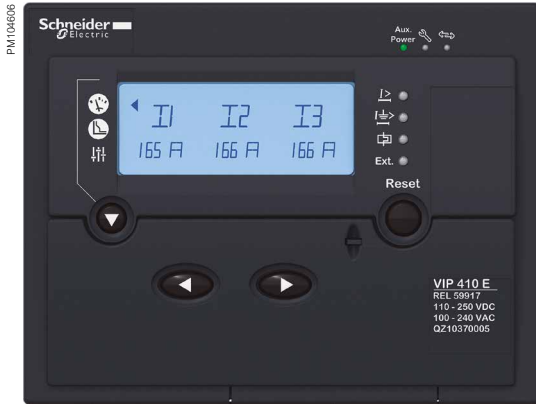 PM104606
Schneider
Electric
Aux.
Power
I1 I2 I3
165 A 166 A 166 A
I>
I⏚>
Ext.
Reset
VIP 410 E
REL 59917
110 - 250 VDC
100 - 240 VAC
QZ10370005